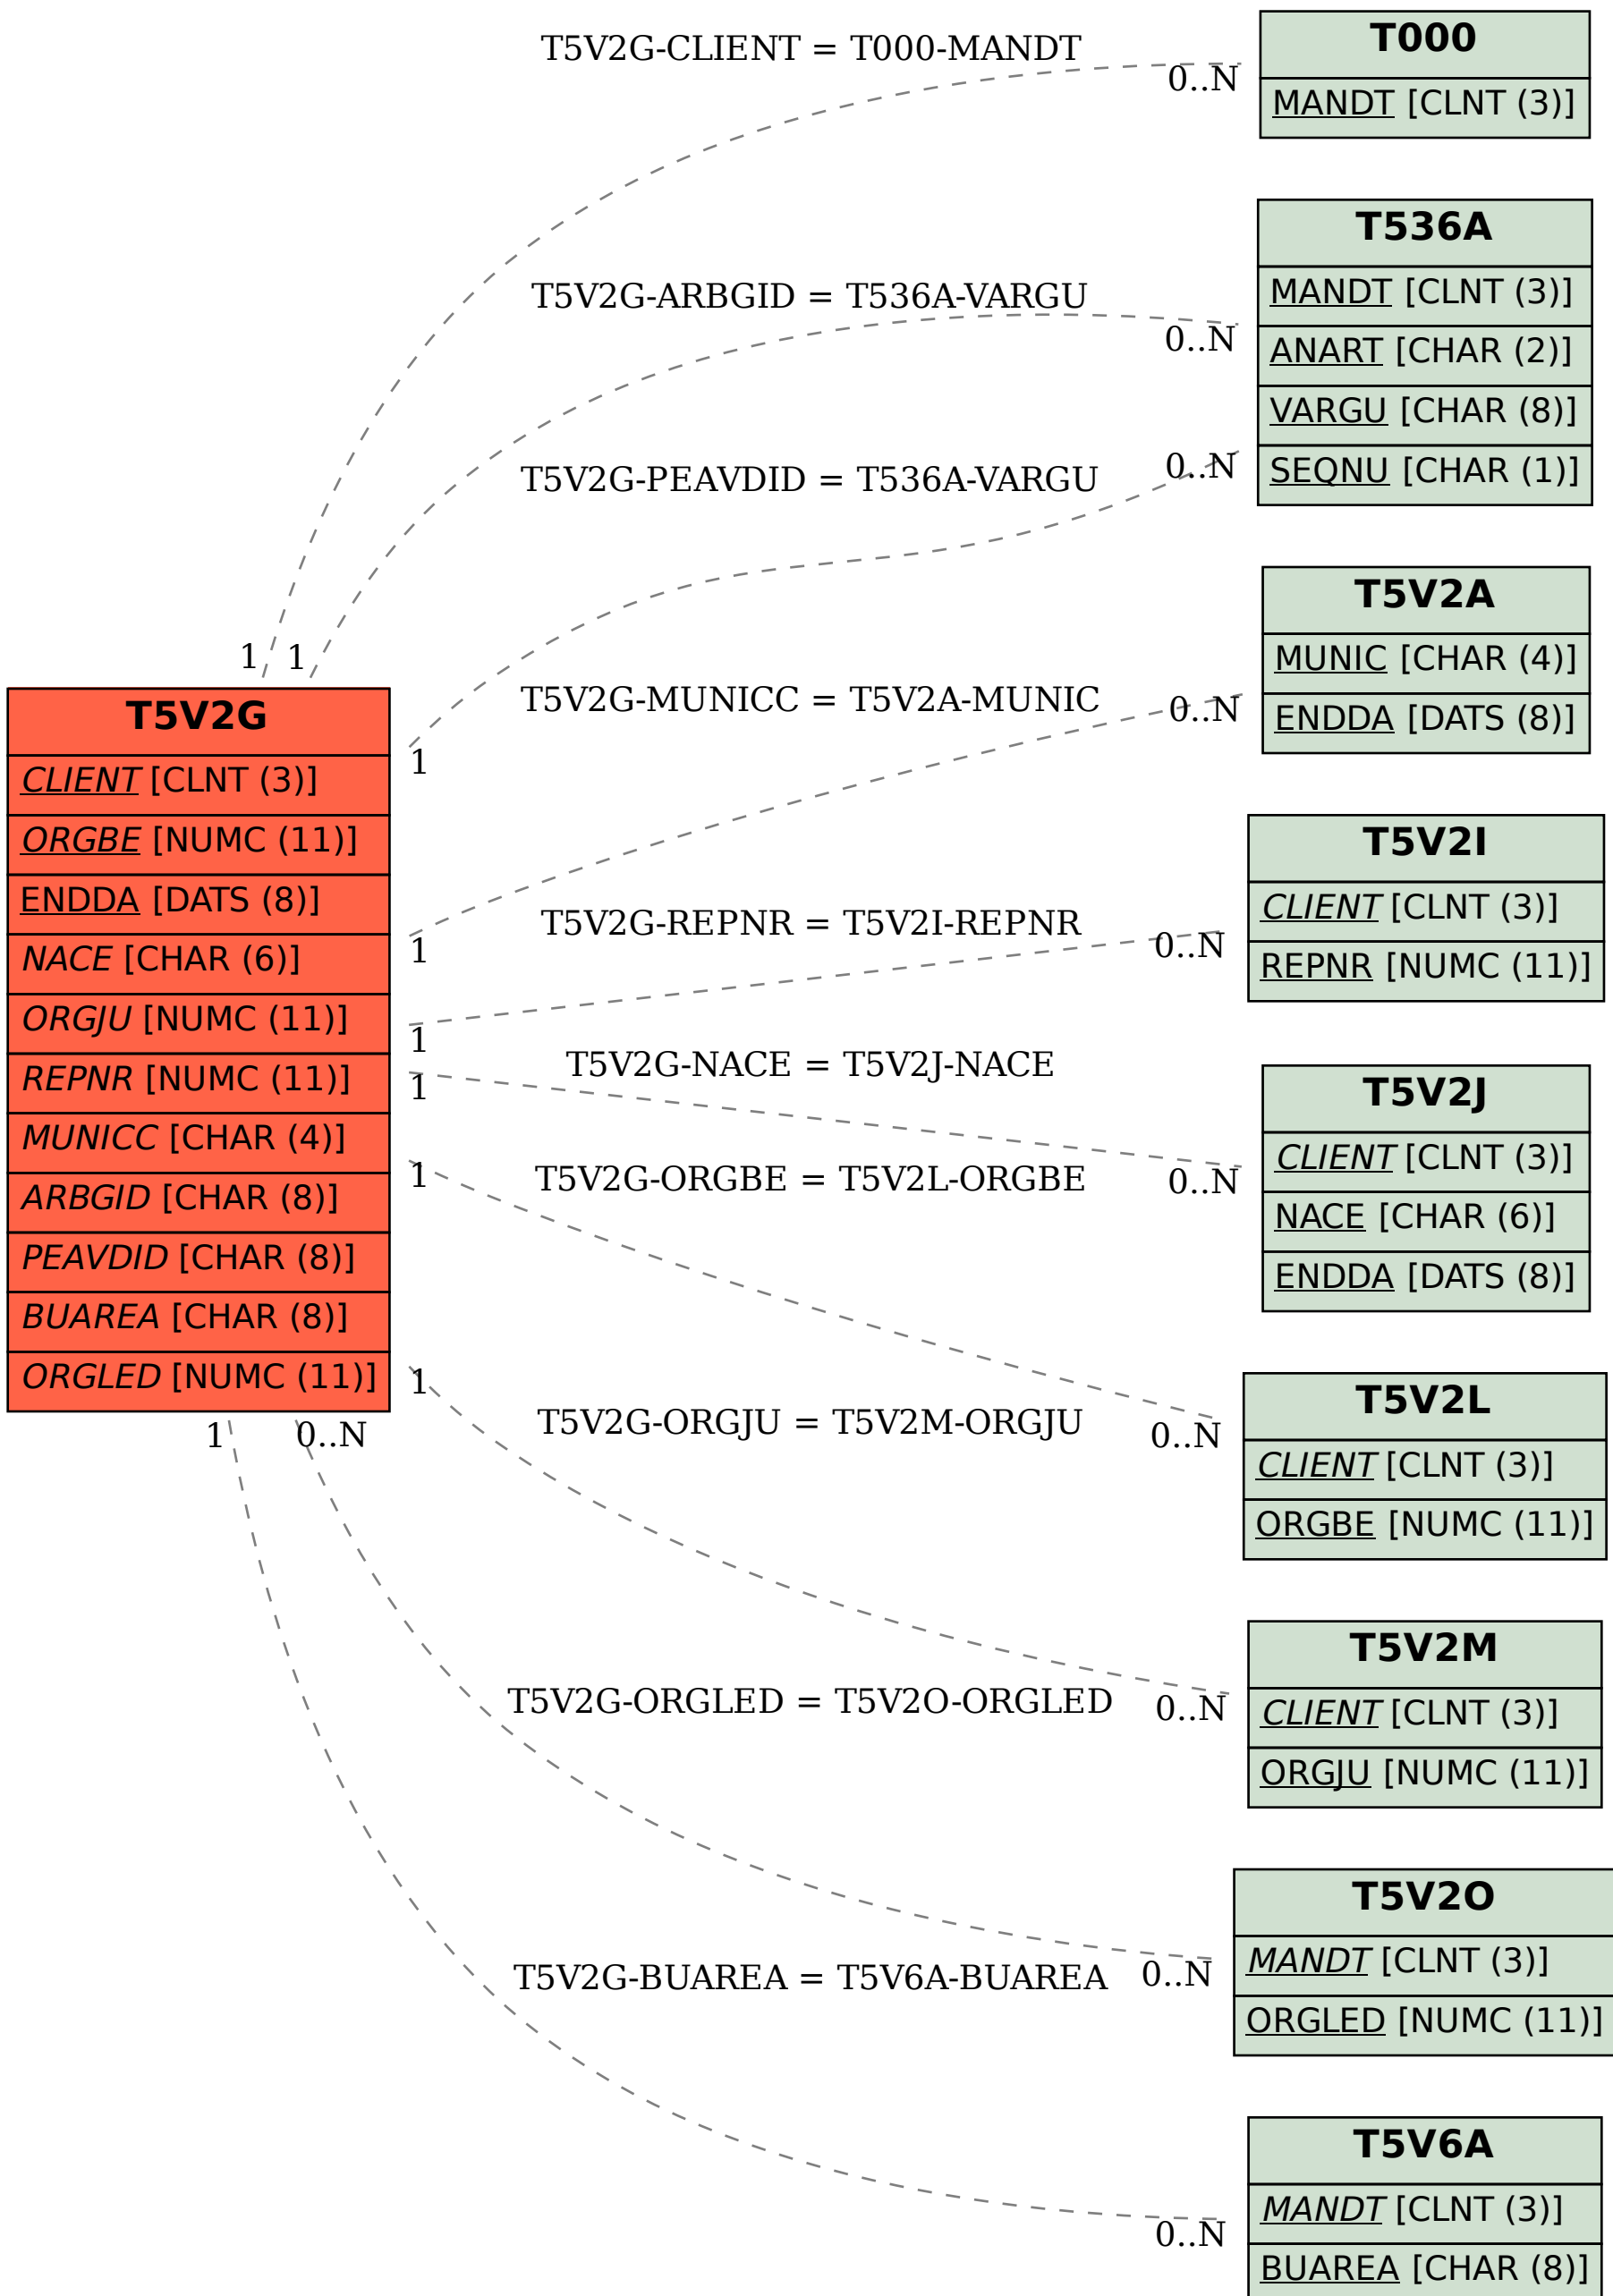 T5V2G-CLIENT = T000-MANDT
0..N
T000
MANDT [CLNT (3)]
T5V2G-ARBGID = T536A-VARGU
0..N
T5V2G-PEAVDID = T536A-VARGU
0..N
T536A
MANDT [CLNT (3)]
ANART [CHAR (2)]
VARGU [CHAR (8)]
SEQNU [CHAR (1)]
1
1
T5V2G
CLIENT [CLNT (3)]
ORGBE [NUMC (11)]
ENDDA [DATS (8)]
NACE [CHAR (6)]
ORGJU [NUMC (11)]
REPNR [NUMC (11)]
MUNICC [CHAR (4)]
ARBGID [CHAR (8)]
PEAVDID [CHAR (8)]
BUAREA [CHAR (8)]
ORGLED [NUMC (11)]
1
T5V2G-MUNICC = T5V2A-MUNIC
0..N
T5V2A
MUNIC [CHAR (4)]
ENDDA [DATS (8)]
1
T5V2G-REPNR = T5V2I-REPNR
0..N
T5V2I
CLIENT [CLNT (3)]
REPNR [NUMC (11)]
1
T5V2G-NACE = T5V2J-NACE
1
0..N
T5V2J
CLIENT [CLNT (3)]
NACE [CHAR (6)]
ENDDA [DATS (8)]
1
T5V2G-ORGBE = T5V2L-ORGBE
0..N
T5V2L
CLIENT [CLNT (3)]
ORGBE [NUMC (11)]
1
T5V2G-ORGJU = T5V2M-ORGJU
0..N
T5V2M
CLIENT [CLNT (3)]
ORGJU [NUMC (11)]
1
0..N
T5V2G-ORGLED = T5V2O-ORGLED
0..N
T5V2O
MANDT [CLNT (3)]
ORGLED [NUMC (11)]
T5V2G-BUAREA = T5V6A-BUAREA
0..N
T5V6A
MANDT [CLNT (3)]
BUAREA [CHAR (8)]